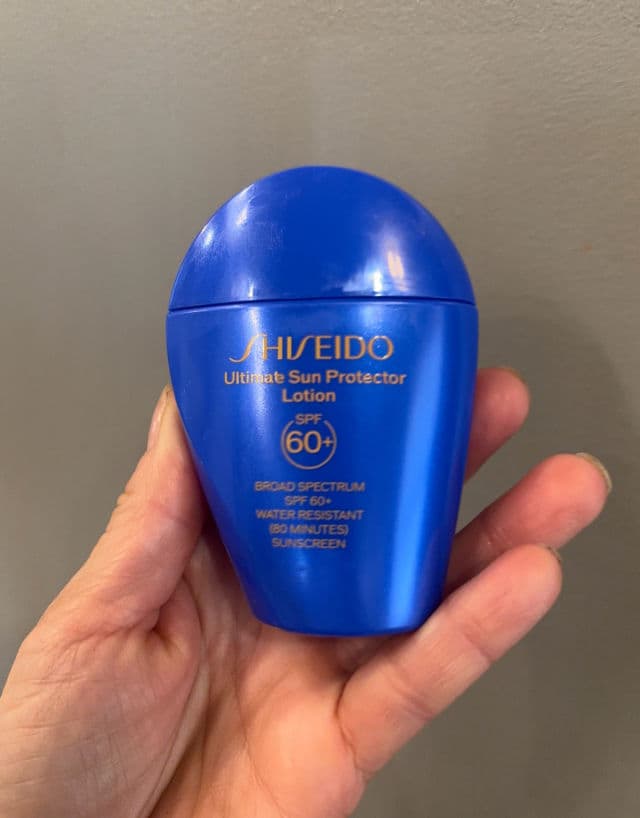 SHISEIDO
Ultimate Sun Protector
Lotion
SPF
60+
BROAD SPECTRUM
SPF 60+
WATER RESISTANT
(80 MINUTES)
SUNSCREEN